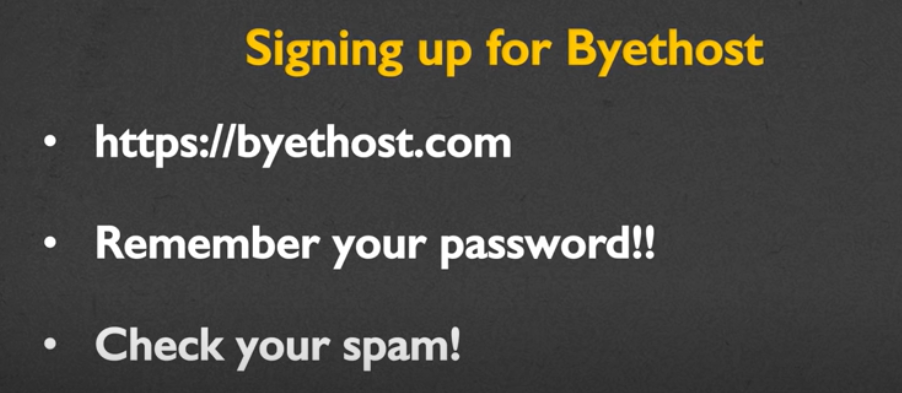 Signing up for Byethost
• https://byethost.com
• Remember your password!!
• Check your spam!